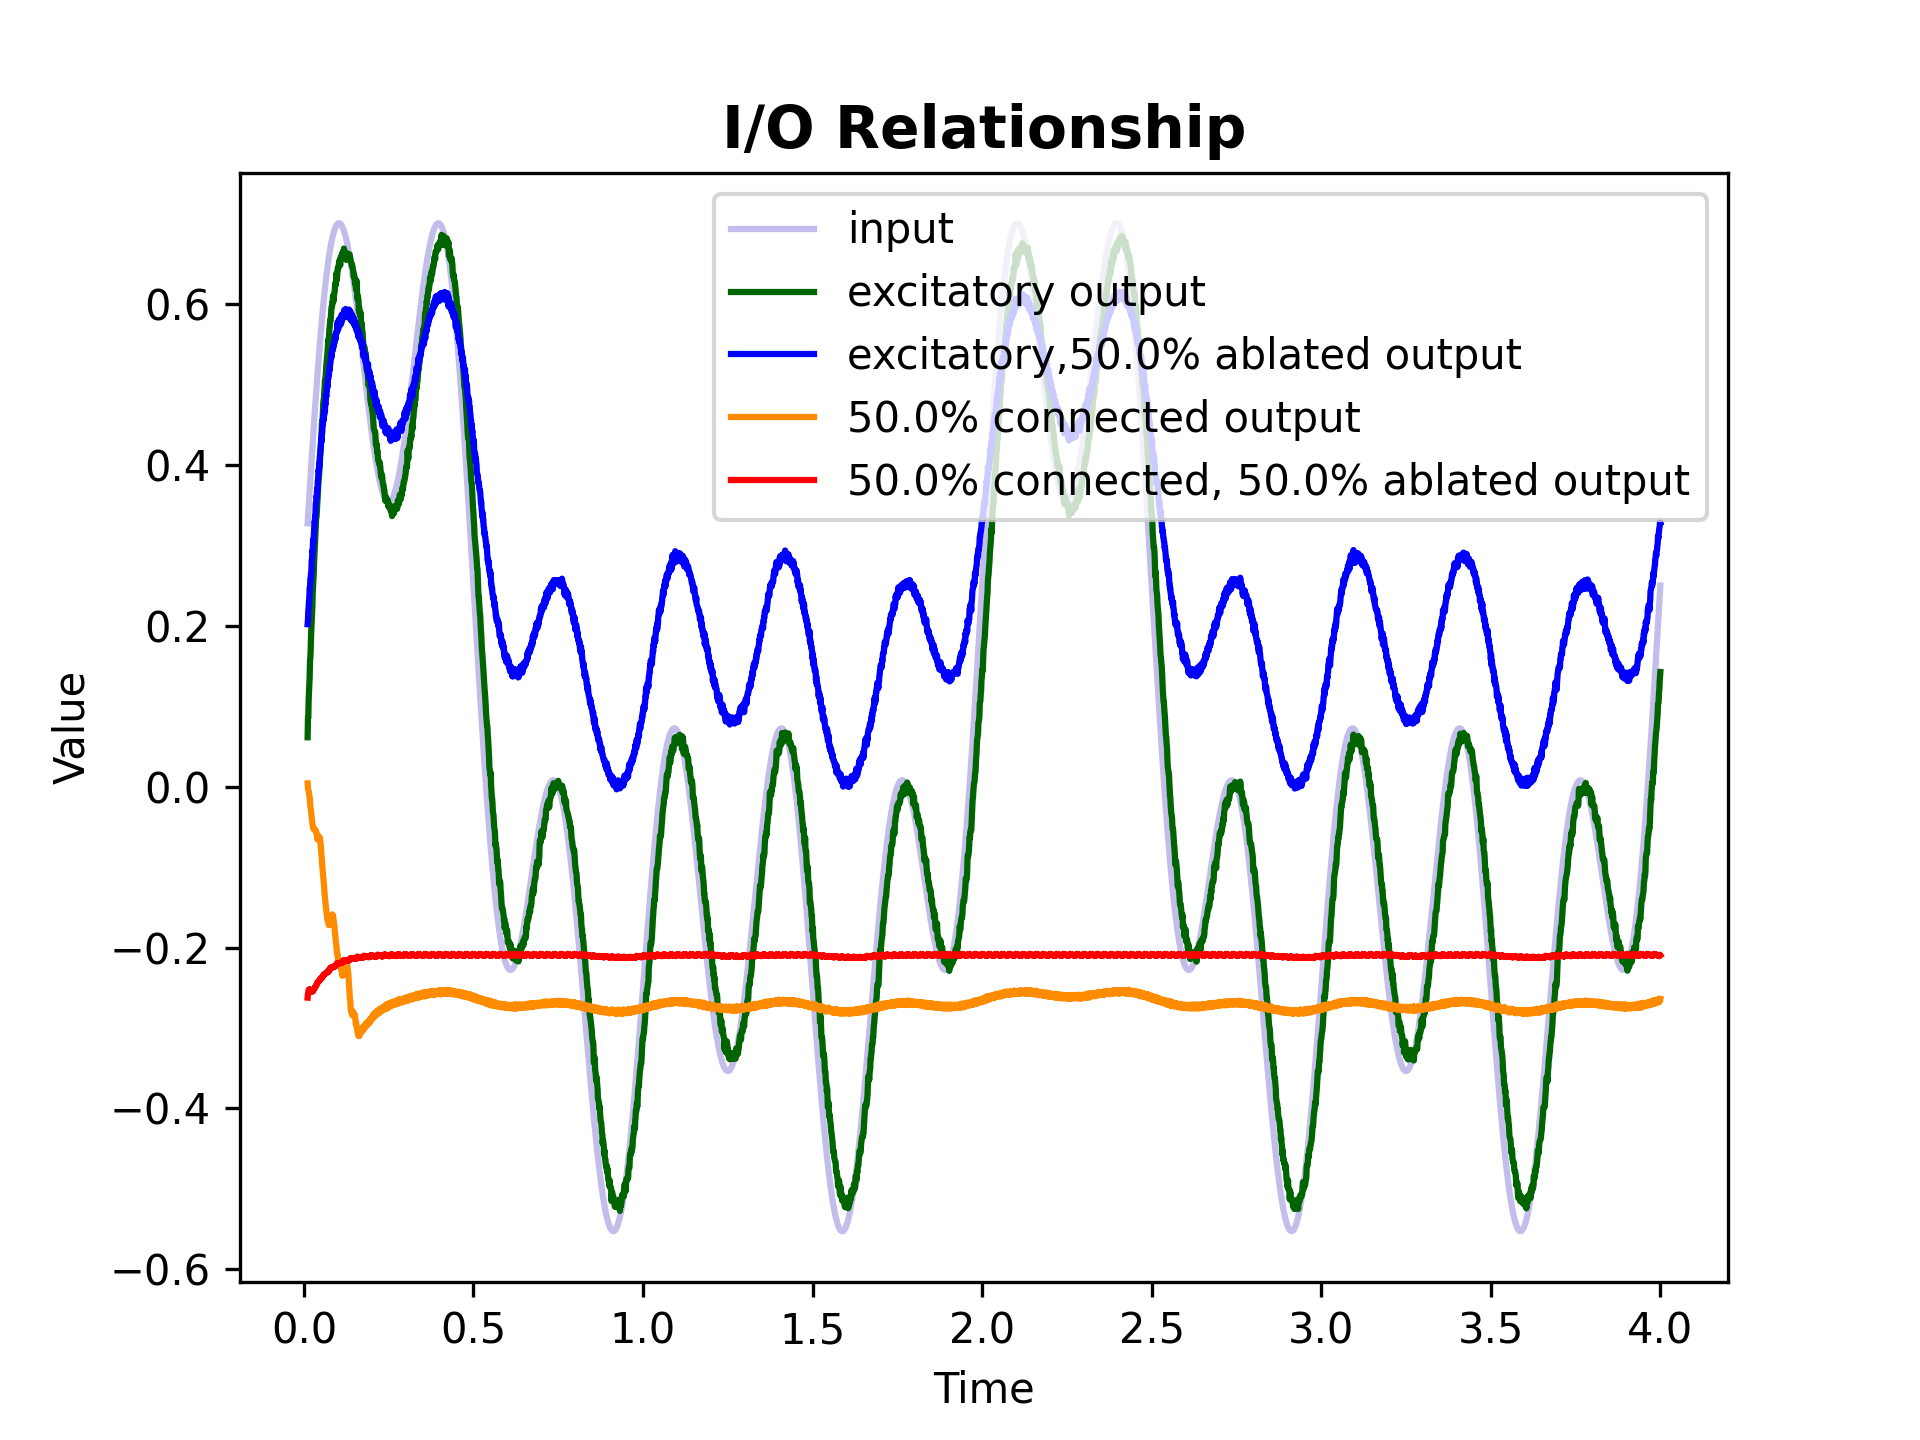 I/O Relationship
input
excitatory output
excitatory,50.0% ablated output
50.0% connected output
50.0% connected, 50.0% ablated output
Value
0.6
0.4
0.2
0.0
−0.2
−0.4
−0.6
0.0 0.5 1.0 1.5 2.0 2.5 3.0 3.5 4.0
Time